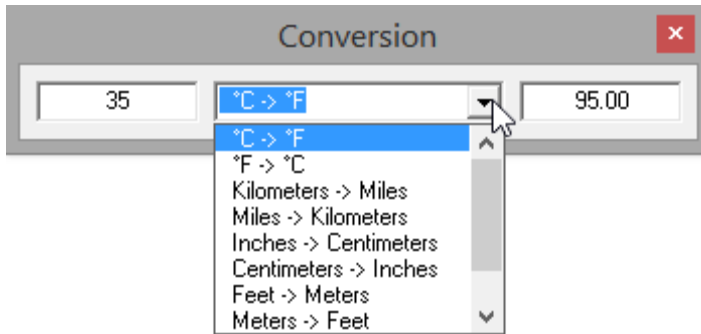 Conversion
35
°C -> °F
95.00
°C -> °F
°F -> °C
Kilometers -> Miles
Miles -> Kilometers
Inches -> Centimeters
Centimeters -> Inches
Feet -> Meters
Meters -> Feet